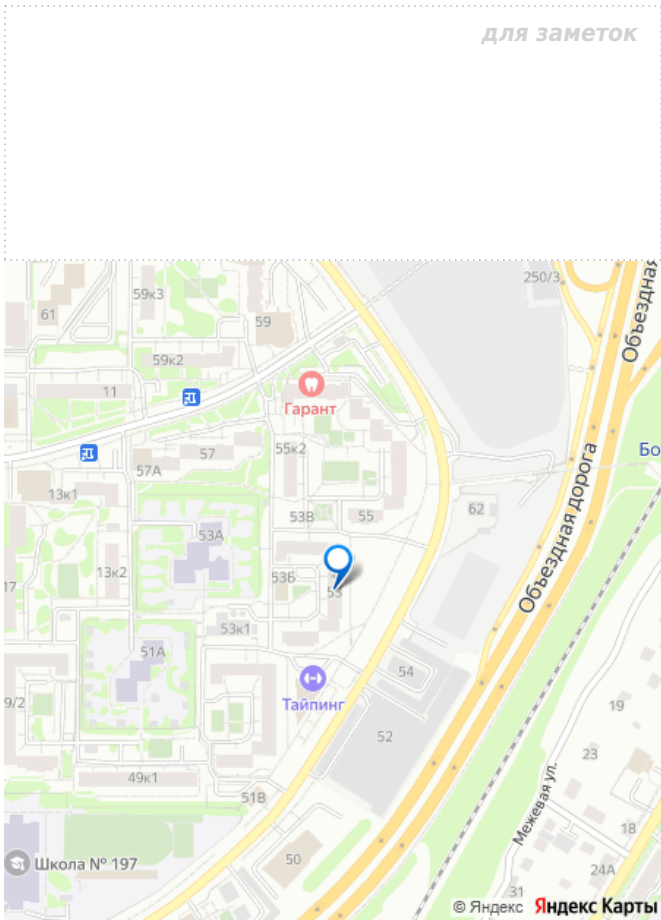 для заметок
250/3
59к3
61
59
Объездная
59к2
11
Гарант
57
55к2
57А
Бо
13к1
62
53В
55
53А
Объездная дорога
13к2
53Б
17
53
53к1
51А
54
Тайпинг
9/2
19
52
23
49к1
51В
Межевая ул.
18
50
Школа № 197
24А
31
© Яндекс Яндекс Карты